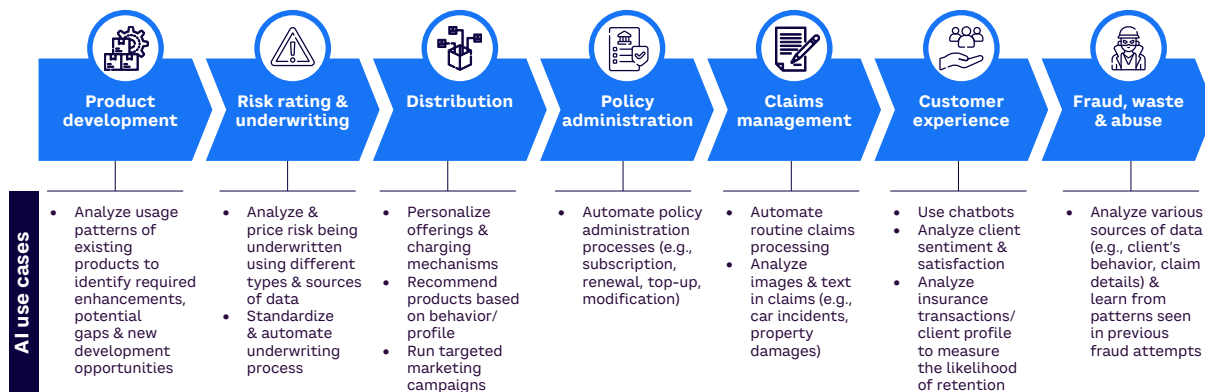 Product
development
Risk rating &
underwriting
Distribution
Policy
administration
Claims
management
Customer
experience
Fraud, waste
& abuse
AI use cases
• Analyze usage
patterns of
existing
products to
identify required
enhancements,
potential
gaps & new
development
opportunities
• Analyze &
price risk being
underwritten
using different
types & sources
of data
• Standardize
& automate
underwriting
process
• Personalize
offerings &
charging
mechanisms
• Recommend
products based
on behavior/
profile
• Run targeted
marketing
campaigns
• Automate policy
administration
processes (e.g.,
subscription,
renewal, top-up,
modification)
• Automate
routine claims
processing
• Analyze
images & text
in claims (e.g.,
car incidents,
property
damages)
• Use chatbots
• Analyze client
sentiment &
satisfaction
• Analyze
insurance
transactions/
client profile
to measure
the likelihood
of retention
• Analyze various
sources of data
(e.g., client's
behavior, claim
details) &
learn from
patterns seen
in previous
fraud attempts